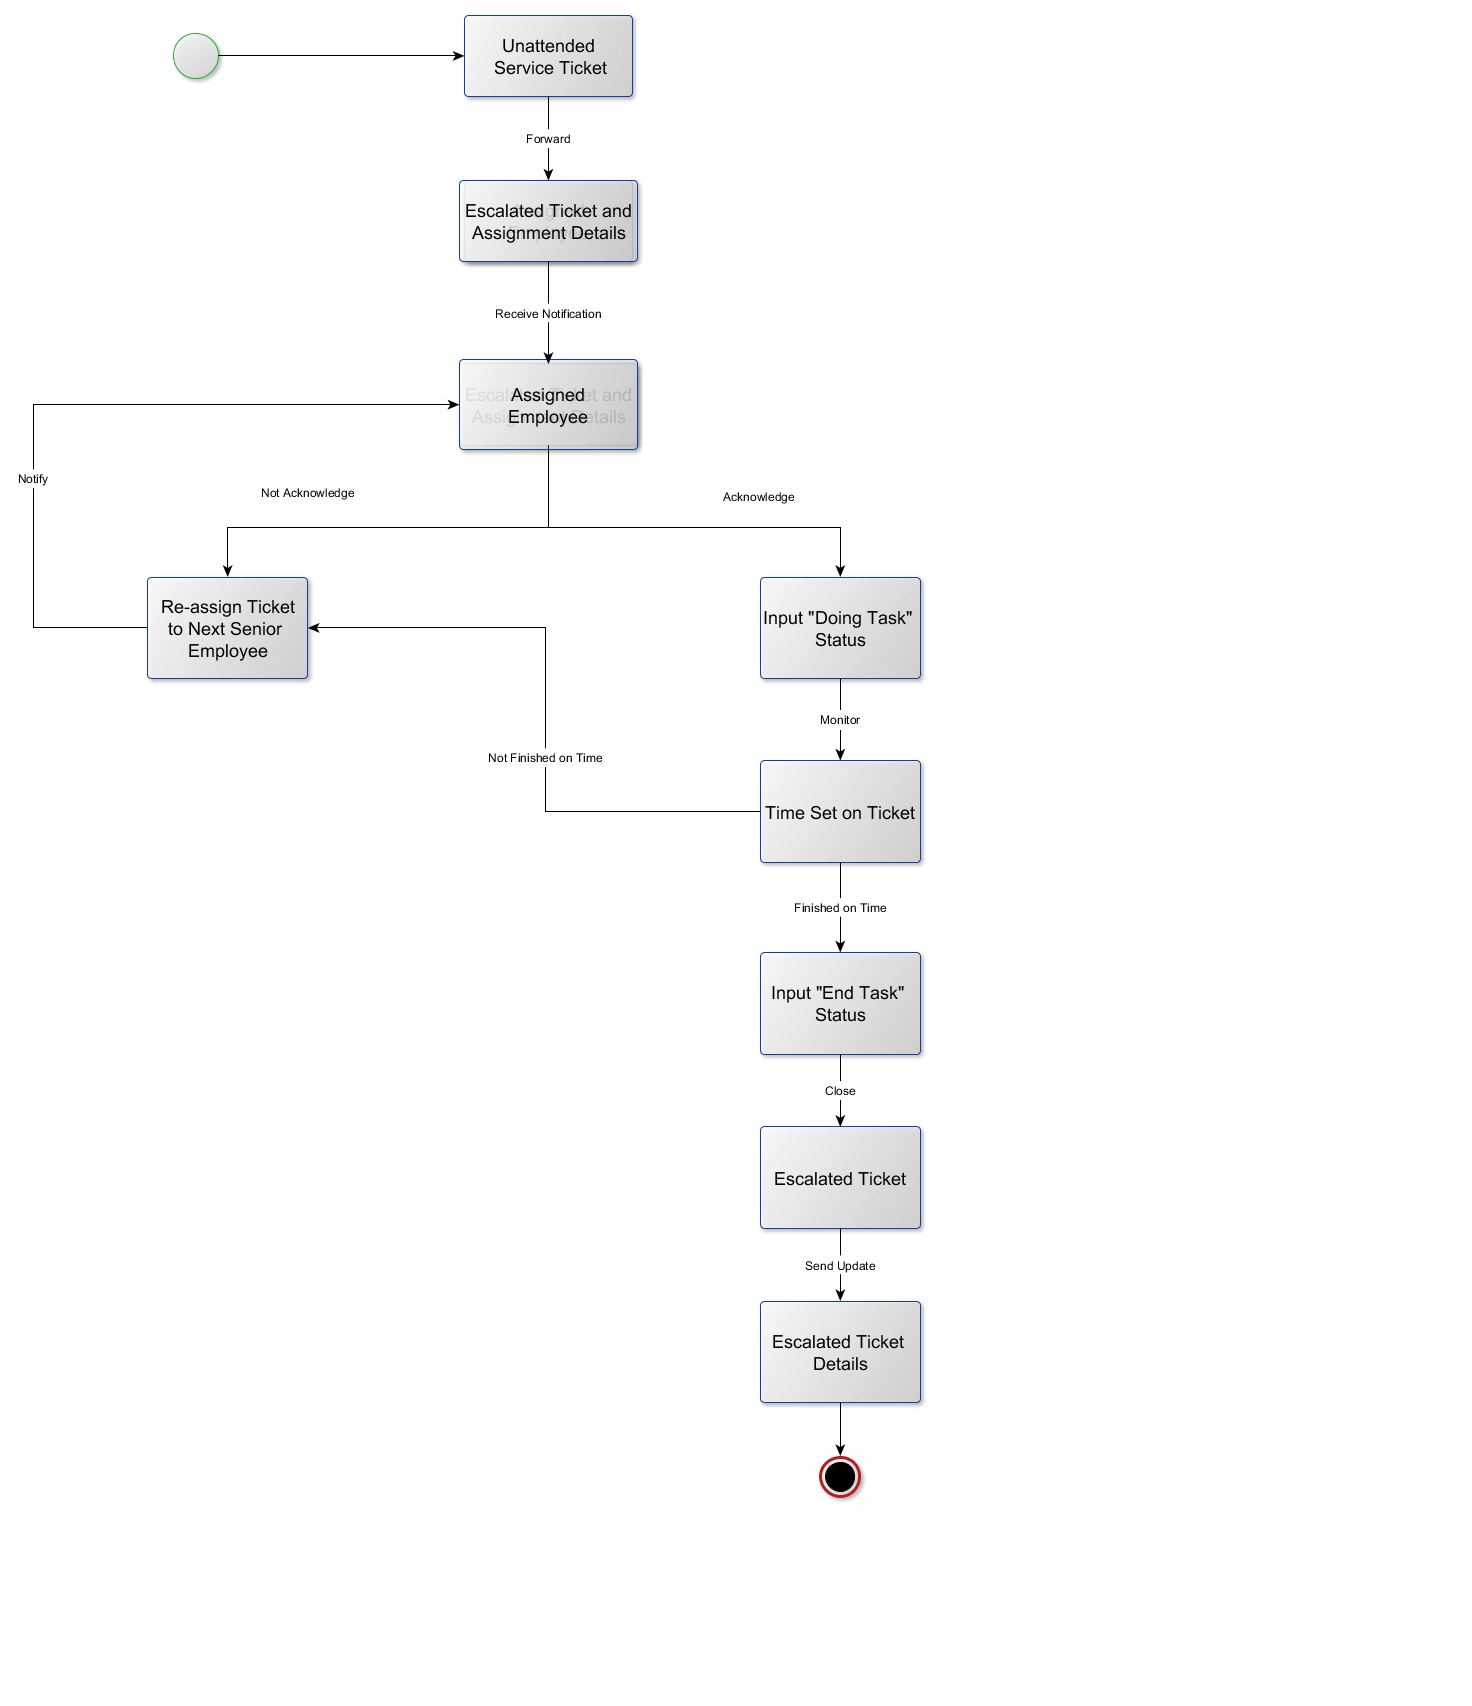 Unattended
Service Ticket
Forward
Escalated Ticket and
Assignment Details
Receive Notification
Assigned
Employee
Notify
Not Acknowledge
Acknowledge
Re-assign Ticket
to Next Senior
Employee
Input "Doing Task"
Status
Monitor
Not Finished on Time
Time Set on Ticket
Finished on Time
Input "End Task"
Status
Close
Escalated Ticket
Send Update
Escalated Ticket
Details